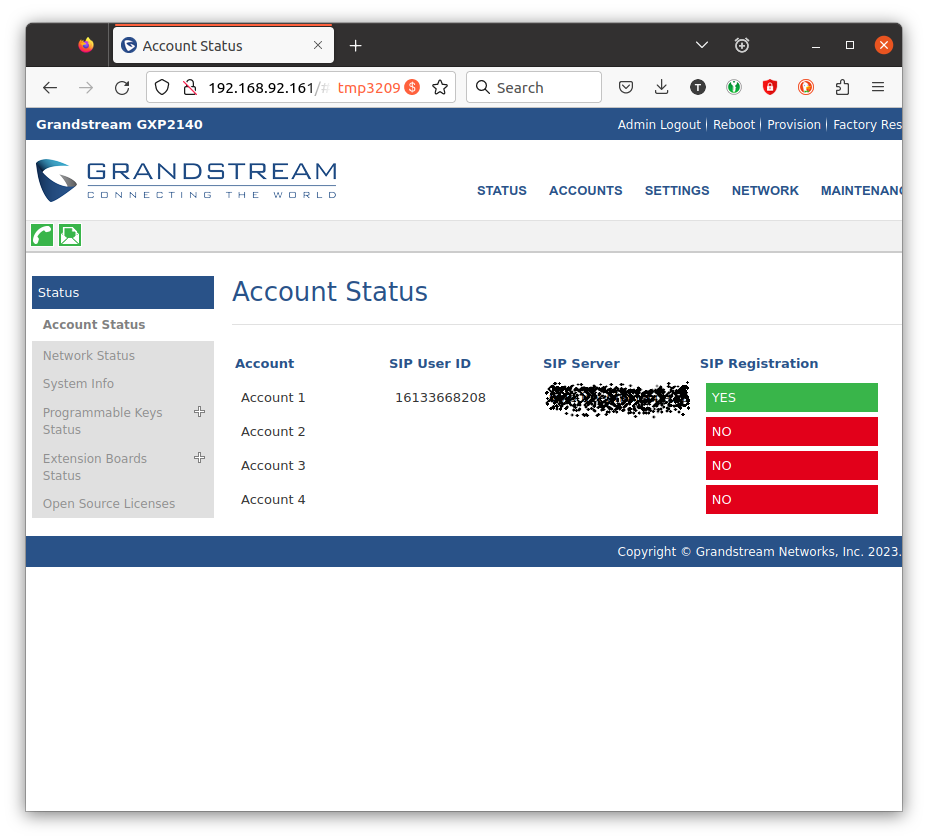 Account Status
192.168.92.161/# tmp3209
Search
Grandstream GXP2140
Admin Logout | Reboot | Provision | Factory Res
GRANDSTREAM
CONNECTING THE WORLD
STATUS ACCOUNTS SETTINGS NETWORK MAINTENANC
Status
Account Status
Network Status
System Info
Programmable Keys
Status
Extension Boards
Status
Open Source Licenses
Account Status
Account SIP User ID SIP Server SIP Registration
Account 1 16133668208 YES
Account 2 NO
Account 3 NO
Account 4 NO
Copyright © Grandstream Networks, Inc. 2023.